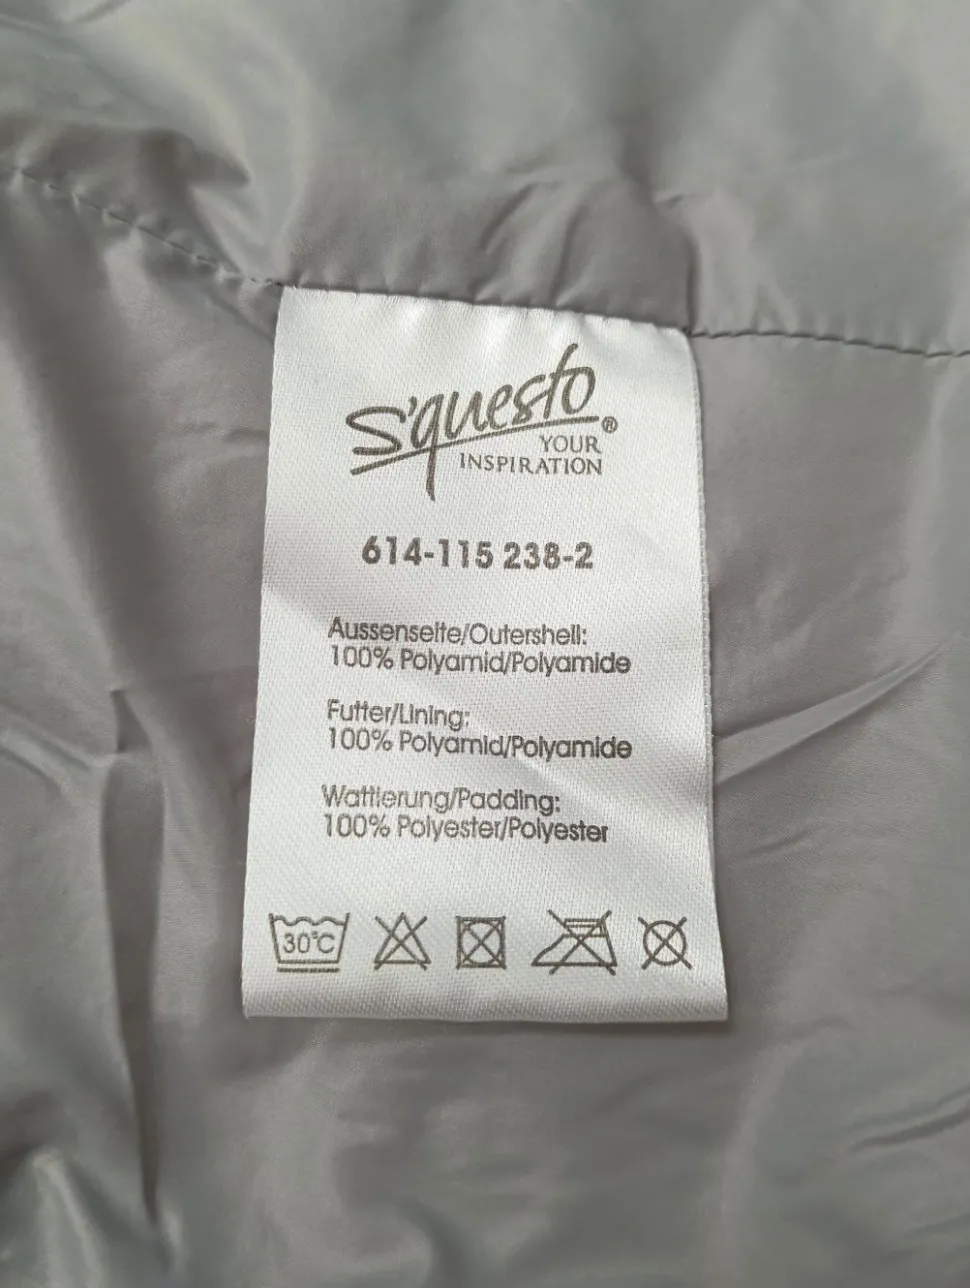 S'questo®
YOUR
INSPIRATION
614-115 238-2
Aussenseite/Outershell:
100% Polyamid/Polyamide
Futter/Lining:
100% Polyamid/Polyamide
Wattierung/Padding:
100% Polyester/Polyester
30°C